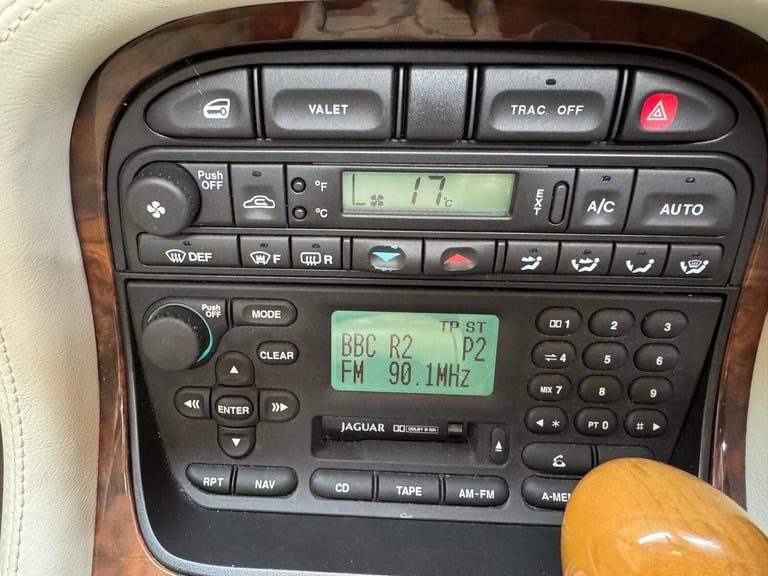 VALET
TRAC. OFF
Push
OFF
°F
°C
17°C
EXT
A/C
AUTO
DEF
F
R
Push
OFF
MODE
CLEAR
ENTER
RPT
NAV
TP ST
BBC R2 P2
FM 90.1MHz
JAGUAR DOLBY B NR
CD
TAPE
AM-FM
1
2
3
4
5
6
MIX 7
8
9
*
PT 0
#
A-MEM